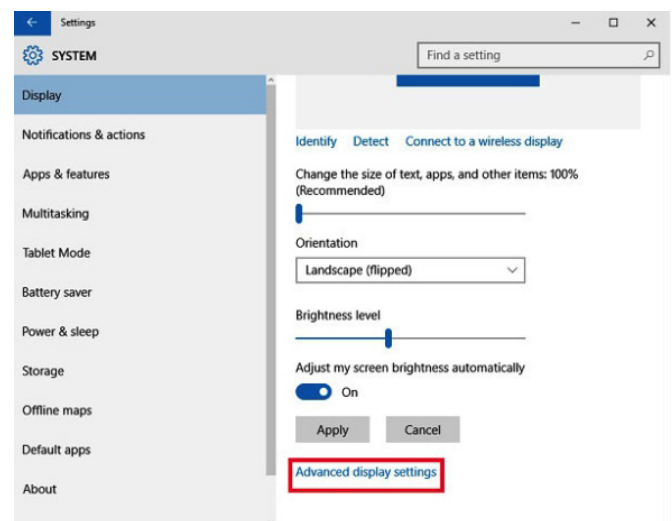 Settings
SYSTEM
Find a setting
Display
Notifications & actions
Apps & features
Multitasking
Tablet Mode
Battery saver
Power & sleep
Storage
Offline maps
Default apps
About
Identify Detect Connect to a wireless display
Change the size of text, apps, and other items: 100%
(Recommended)
Orientation
Landscape (flipped)
Brightness level
Adjust my screen brightness automatically
On
Apply Cancel
Advanced display settings